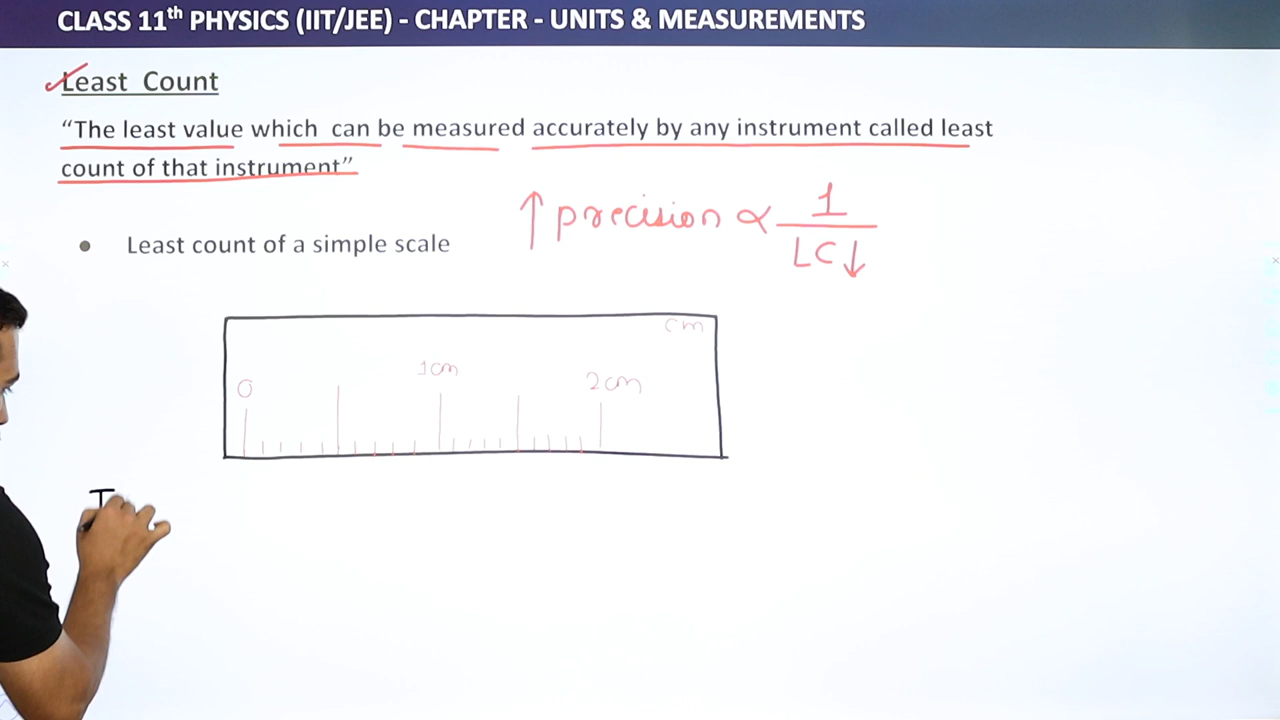 CLASS 11th PHYSICS (IIT/JEE) - CHAPTER - UNITS & MEASUREMENTS
Least Count
“The least value which can be measured accurately by any instrument called least
count of that instrument”
↑ precision ∝ 1/LC↓
• Least count of a simple scale
cm
0 1cm 2cm
T